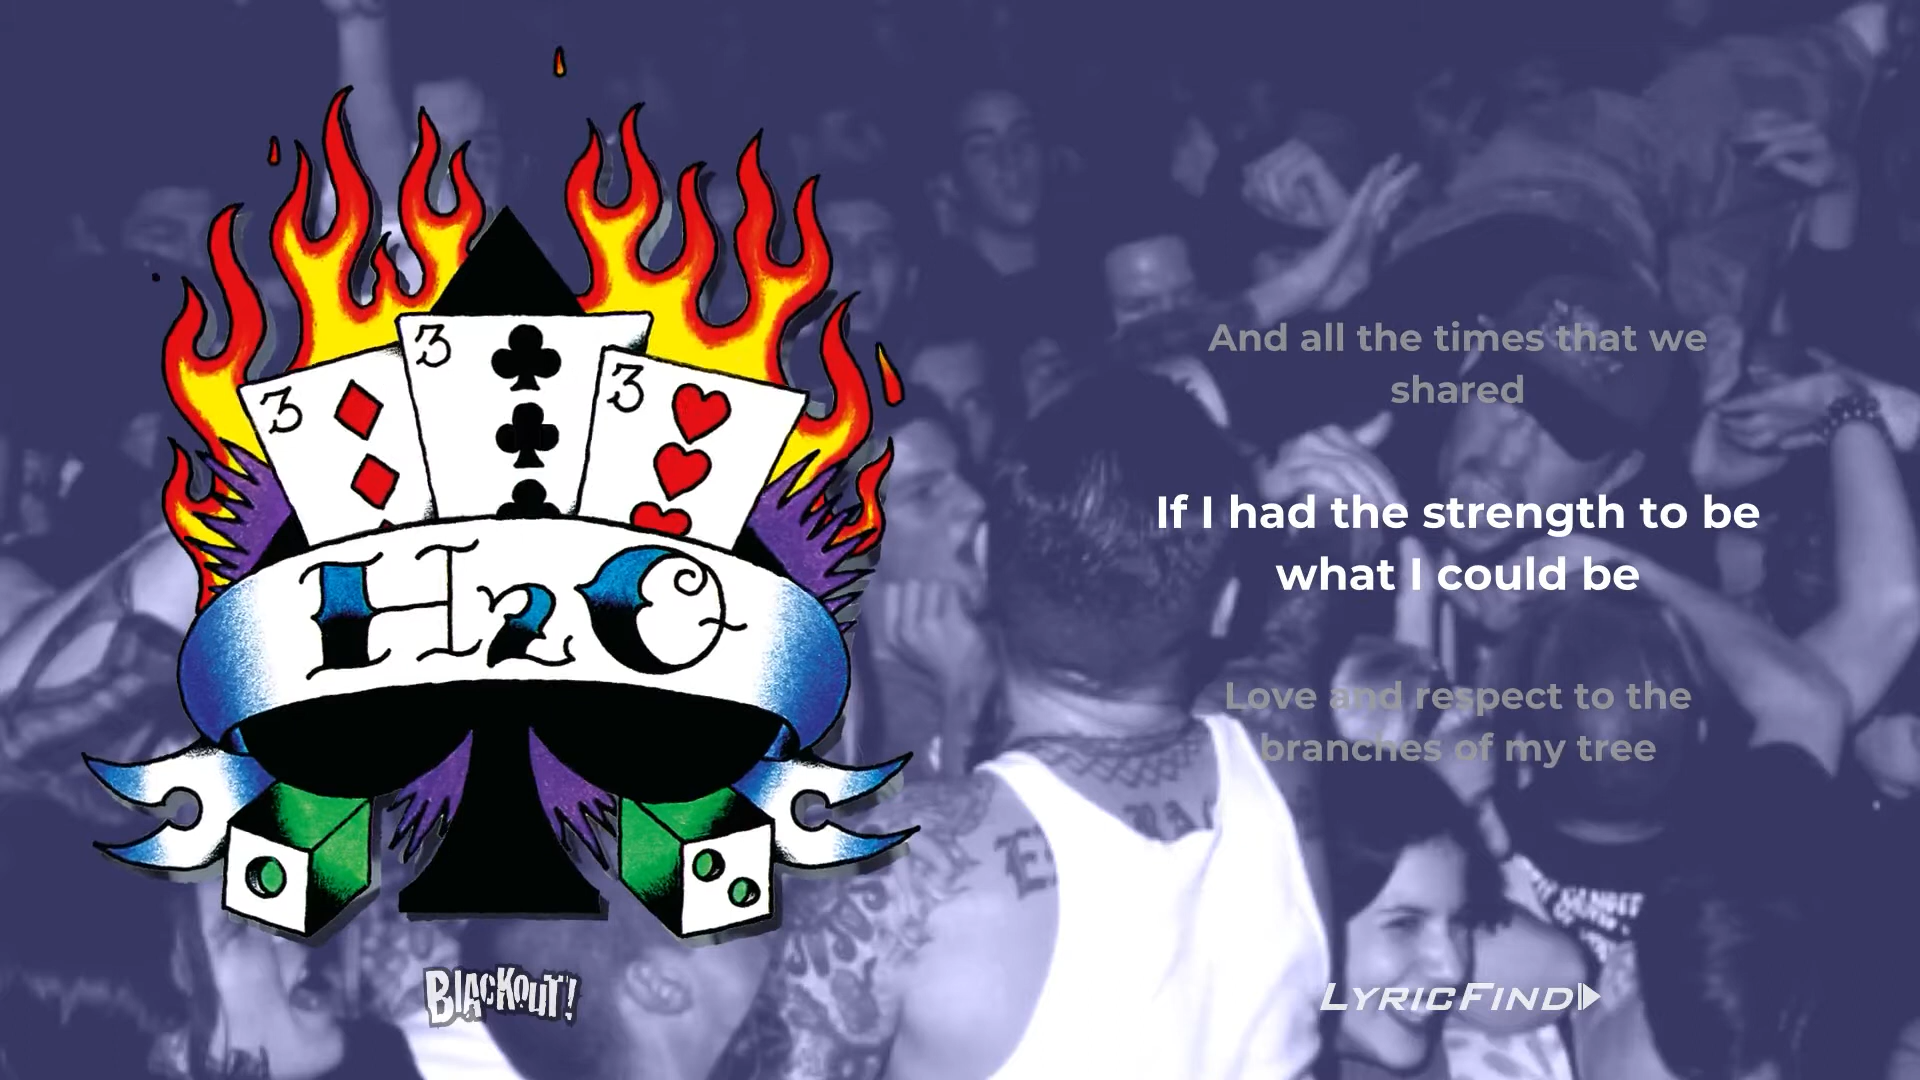 3
3
3
H2O
And all the times that we
shared
If I had the strength to be
what I could be
Love and respect to the
branches of my tree
BLACKOUT!
LYRICFIND